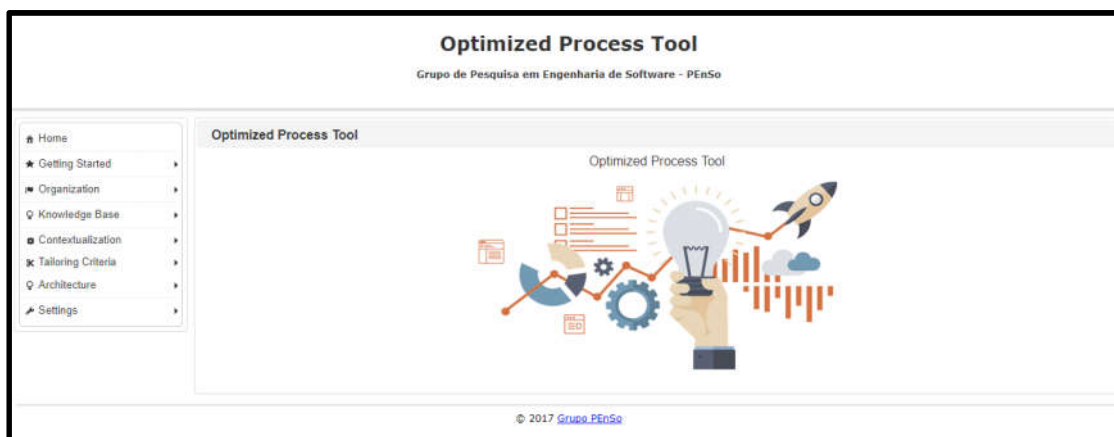 Optimized Process Tool
Grupo de Pesquisa em Engenharia de Software - PEnSo
Home
Getting Started
Organization
Knowledge Base
Contextualization
Tailoring Criteria
Architecture
Settings
Optimized Process Tool
Optimized Process Tool
© 2017 Grupo PEnSo